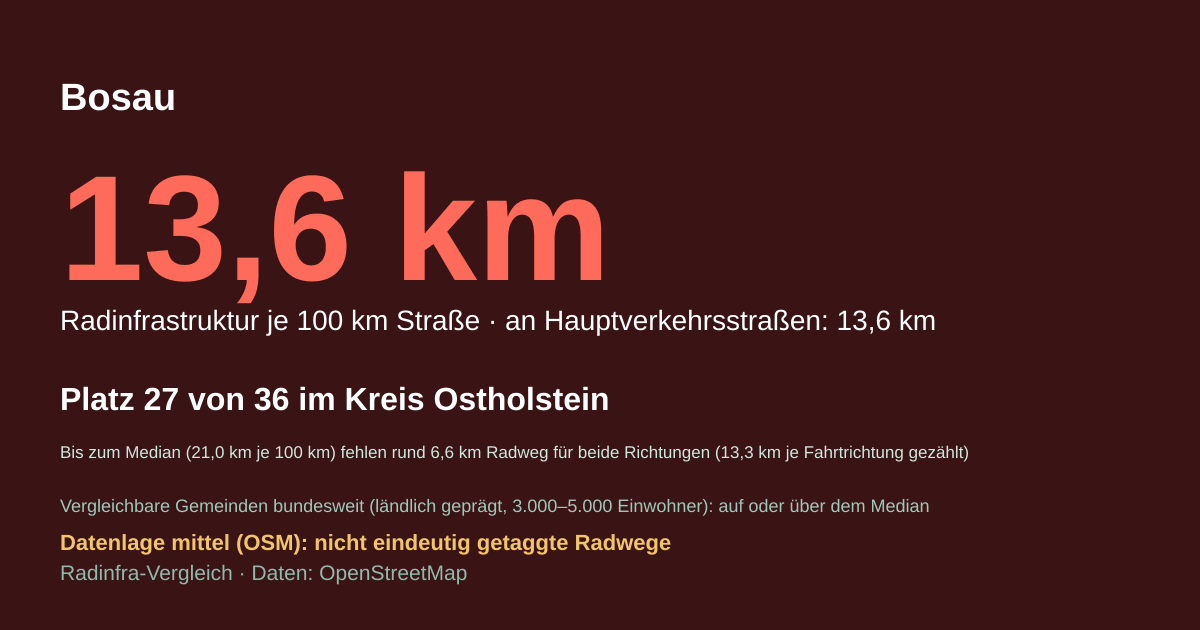 Bosau
13,6 km
Radinfrastruktur je 100 km Straße · an Hauptverkehrsstraßen: 13,6 km
Platz 27 von 36 im Kreis Ostholstein
Bis zum Median (21,0 km je 100 km) fehlen rund 6,6 km Radweg für beide Richtungen (13,3 km je Fahrtrichtung gezählt)
Vergleichbare Gemeinden bundesweit (ländlich geprägt, 3.000–5.000 Einwohner): auf oder über dem Median
Datenlage mittel (OSM): nicht eindeutig getaggte Radwege
Radinfra-Vergleich · Daten: OpenStreetMap